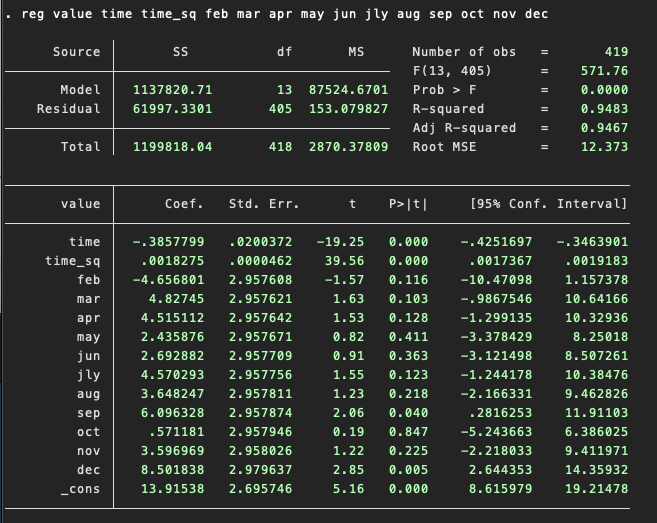 . reg value time time_sq feb mar apr may jun jly aug sep oct nov dec
Source SS df MS Number of obs = 419
F(13, 405) = 571.76
Model 1137820.71 13 87524.6701 Prob > F = 0.0000
Residual 61997.3301 405 153.079827 R-squared = 0.9483
Adj R-squared = 0.9467
Total 1199818.04 418 2870.37809 Root MSE = 12.373
value Coef. Std. Err. t P>|t| [95% Conf. Interval]
time -.3857799 .0200372 -19.25 0.000 -.4251697 -.3463901
time_sq .0018275 .0000462 39.56 0.000 .0017367 .0019183
feb -4.656801 2.957608 -1.57 0.116 -10.47098 1.157378
mar 4.82745 2.957621 1.63 0.103 -.9867546 10.64166
apr 4.515112 2.957642 1.53 0.128 -1.299135 10.32936
may 2.435876 2.957671 0.82 0.411 -3.378429 8.25018
jun 2.692882 2.957709 0.91 0.363 -3.121498 8.507261
jly 4.570293 2.957756 1.55 0.123 -1.244178 10.38476
aug 3.648247 2.957811 1.23 0.218 -2.166331 9.462826
sep 6.096328 2.957874 2.06 0.040 .2816253 11.91103
oct .571181 2.957946 0.19 0.847 -5.243663 6.386025
nov 3.596969 2.958026 1.22 0.225 -2.218033 9.411971
dec 8.501838 2.979637 2.85 0.005 2.644353 14.35932
_cons 13.91538 2.695746 5.16 0.000 8.615979 19.21478